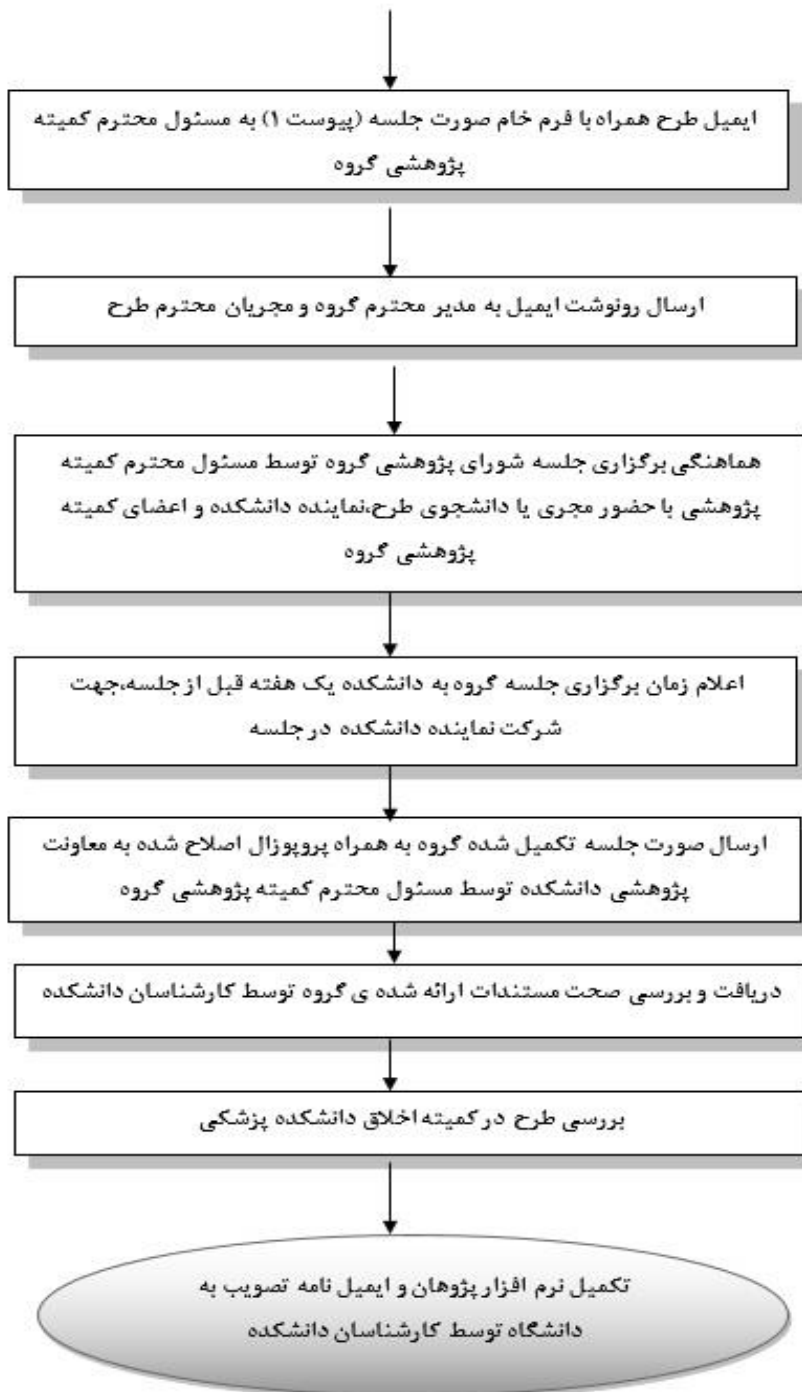 ایمیل طرح همراه با فرم خام صورت جلسه (پیوست ۱) به مسئول محترم کمیته
پژوهشی گروه
ارسال رونوشت ایمیل به مدیر محترم گروه و مجریان محترم طرح
هماهنگی برگزاری جلسه شورای پژوهشی گروه توسط مسئول محترم کمیته
پژوهشی با حضور مجری یا دانشجوی طرح،نماینده دانشکده و اعضای کمیته
پژوهشی گروه
اعلام زمان برگزاری جلسه گروه به دانشکده یک هفته قبل از جلسه،جهت
شرکت نماینده دانشکده در جلسه
ارسال صورت جلسه تکمیل شده گروه به همراه پروپوزال اصلاح شده به معاونت
پژوهشی دانشکده توسط مسئول محترم کمیته پژوهشی گروه
دریافت و بررسی صحت مستندات ارائه شده ی گروه توسط کارشناسان دانشکده
بررسی طرح در کمیته اخلاق دانشکده پزشکی
تکمیل نرم افزار پژوهان و ایمیل نامه تصویب به
دانشگاه توسط کارشناسان دانشکده